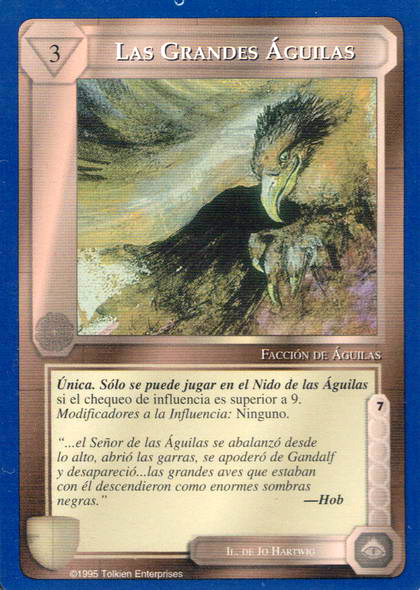 3
LAS GRANDES ÁGUILAS
FACCIÓN DE ÁGUILAS
Única. Sólo se puede jugar en el Nido de las Águilas
si el chequeo de influencia es superior a 9.
Modificadores a la Influencia: Ninguno.
7
“...el Señor de las Águilas se abalanzó desde
lo alto, abrió las garras, se apoderó de Gandalf
y desapareció...las grandes aves que estaban
con él descendieron como enormes sombras
negras.” —Hob
IL. DE JO HARTWIG
©1995 Tolkien Enterprises